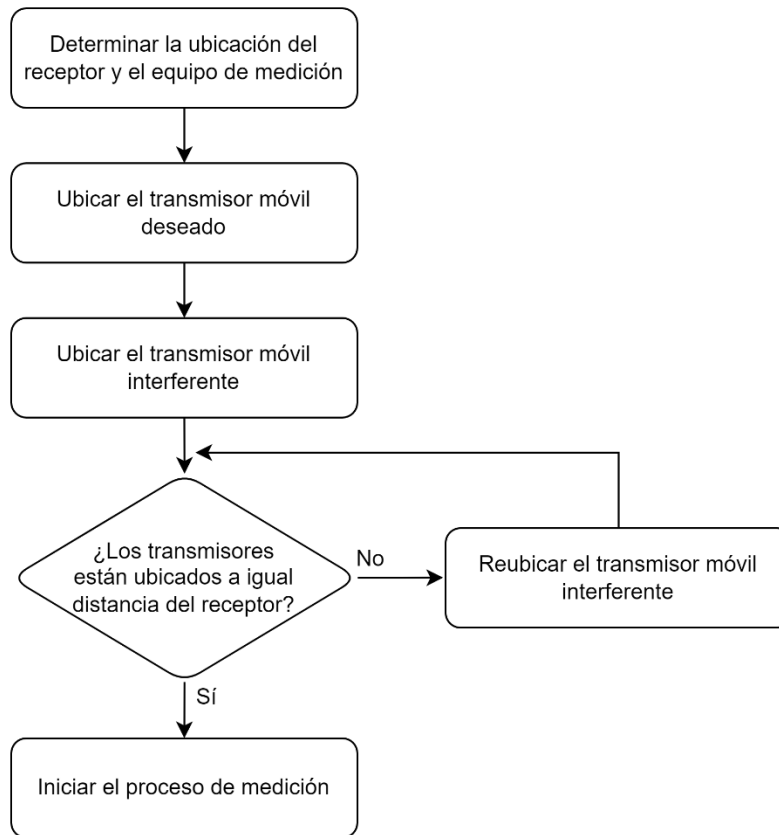 Determinar la ubicación del
receptor y el equipo de medición
Ubicar el transmisor móvil
deseado
Ubicar el transmisor móvil
interferente
¿Los transmisores
están ubicados a igual
distancia del receptor?
No
Reubicar el transmisor móvil
interferente
Sí
Iniciar el proceso de medición